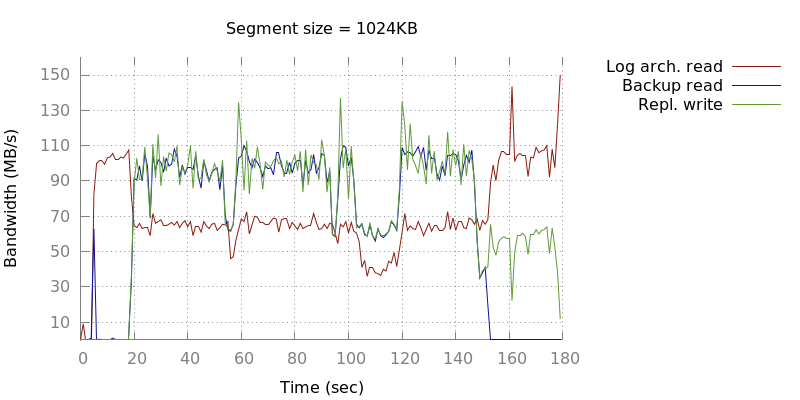 Segment size = 1024KB
Log arch. read
Backup read
Repl. write
Bandwidth (MB/s)
150
130
110
90
70
50
30
10
0 20 40 60 80 100 120 140 160 180
Time (sec)